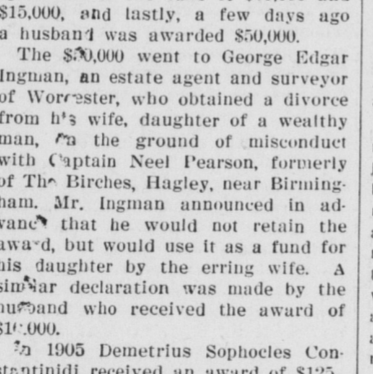 $15,000, and lastly, a few days ago
a husband was awarded $50,000.
The $50,000 went to George Edgar
Ingman, an estate agent and surveyor
of Worcester, who obtained a divorce
from h's wife, daughter of a wealthy
man, on the ground of misconduct
with Captain Neel Pearson, formerly
of The Birches, Hagley, near Birming-
ham. Mr. Ingman announced in ad-
vance that he would not retain the
award, but would use it as a fund for
his daughter by the erring wife. A
similar declaration was made by the
husband who received the award of
In 1905 Demetrius Sophocles Con-
stantinidi received an award of $125,